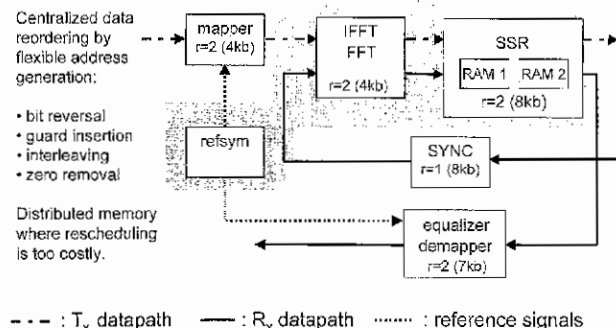 Centralized data
reordering by
flexible address
generation:
• bit reversal
• guard insertion
• interleaving
• zero removal
Distributed memory
where rescheduling
is too costly.
mapper
r=2 (4kb)
refsym
IFFT
FFT
r=2 (4kb)
SSR
RAM 1
RAM 2
r=2 (8kb)
SYNC
r=1 (8kb)
equalizer
demapper
r=2 (7kb)
: Tx datapath
: Rx datapath
: reference signals